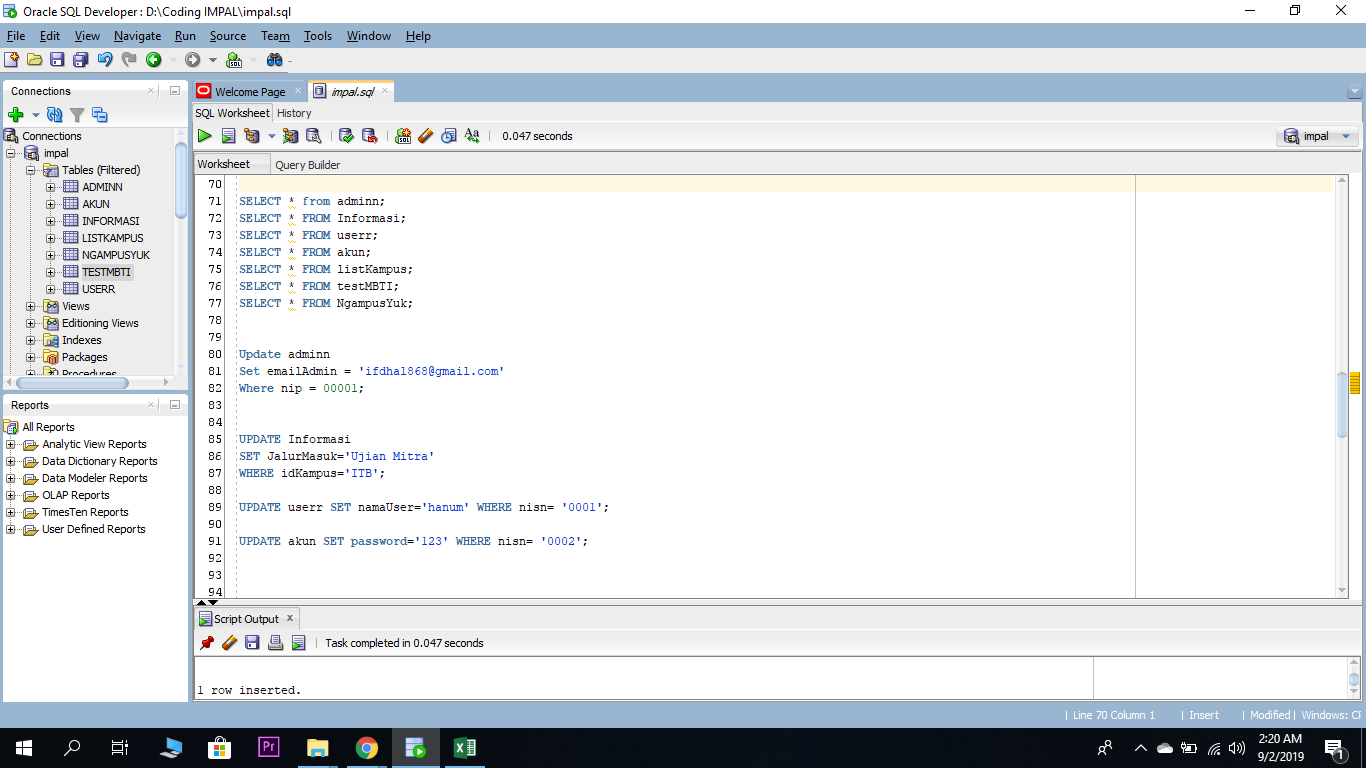 Oracle SQL Developer : D:\Coding IMPAL\impal.sql
File Edit View Navigate Run Source Team Tools Window Help
Connections
Connections
impal
Tables (Filtered)
ADMINN
AKUN
INFORMASI
LISTKAMPUS
NGAMPUSYUK
TESTMBTI
USERR
Views
Editioning Views
Indexes
Packages
Procedures
Reports
All Reports
Analytic View Reports
Data Dictionary Reports
Data Modeler Reports
OLAP Reports
TimesTen Reports
User Defined Reports
Welcome Page impal.sql
SQL Worksheet History
0.047 seconds impal
Worksheet Query Builder
70
71 SELECT * from adminn;
72 SELECT * FROM Informasi;
73 SELECT * FROM userr;
74 SELECT * FROM akun;
75 SELECT * FROM listKampus;
76 SELECT * FROM testMBTI;
77 SELECT * FROM NgampusYuk;
78
79
80 Update adminn
81 Set emailAdmin = 'ifdhal868@gmail.com'
82 Where nip = 00001;
83
84
85 UPDATE Informasi
86 SET JalurMasuk='Ujian Mitra'
87 WHERE idKampus='ITB';
88
89 UPDATE userr SET namaUser='hanum' WHERE nisn= '0001';
90
91 UPDATE akun SET password='123' WHERE nisn= '0002';
92
93
94
Script Output
Task completed in 0.047 seconds
1 row inserted.
Line 70 Column 1 Insert Modified Windows: CF
Pr
2:20 AM
9/2/2019
1